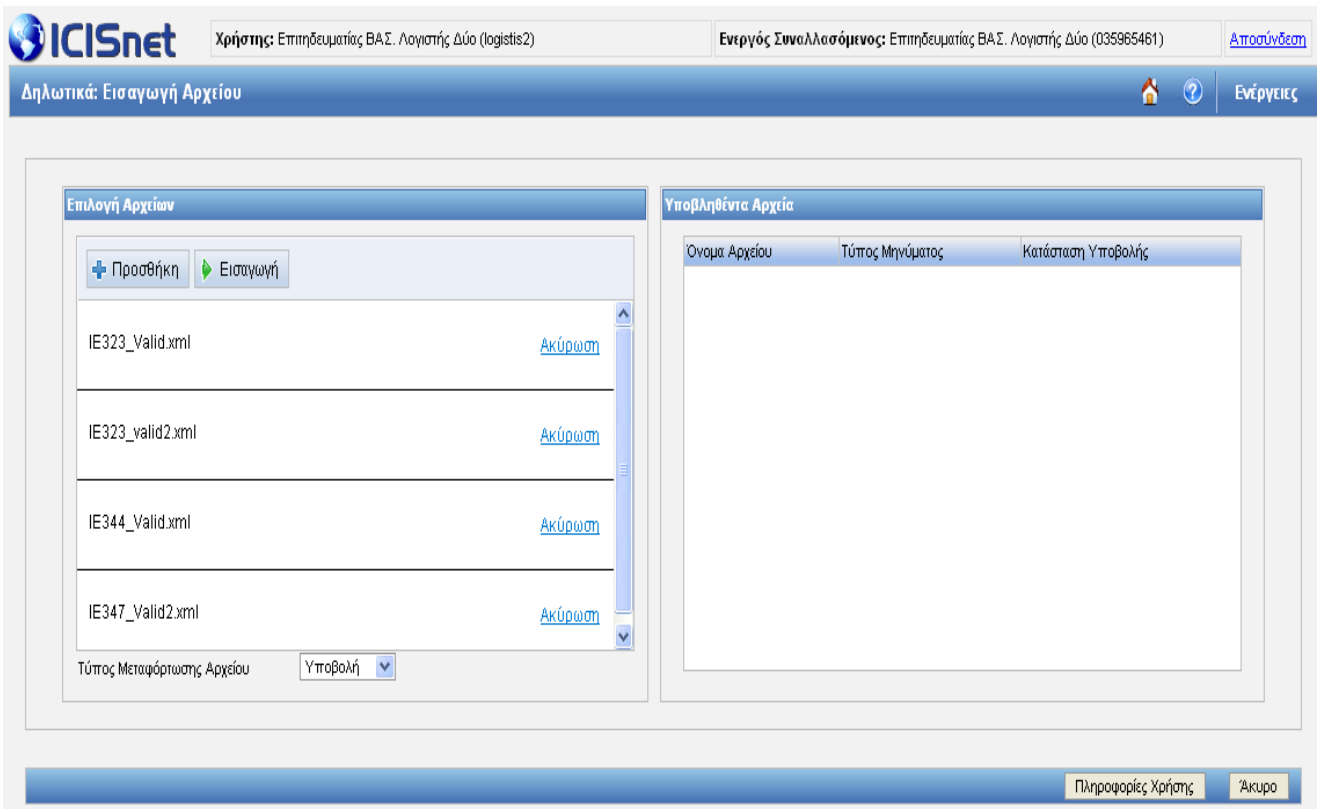 ICISnet
Χρήστης: Επιτηδευματίας ΒΑΣ. Λογιστής Δύο (logistis2)
Ενεργός Συναλλασόμενος: Επιτηδευματίας ΒΑΣ. Λογιστής Δύο (035965461)
Αποσύνδεση
Δηλωτικά: Εισαγωγή Αρχείου
Ενέργειες
Επιλογή Αρχείων
Προσθήκη
Εισαγωγή
IE323_Valid.xml
Ακύρωση
IE323_valid2.xml
Ακύρωση
IE344_Valid.xml
Ακύρωση
IE347_Valid2.xml
Ακύρωση
Τύπος Μεταφόρτωσης Αρχείου
Υποβολή
Υποβληθέντα Αρχεία
Όνομα Αρχείου
Τύπος Μηνύματος
Κατάσταση Υποβολής
Πληροφορίες Χρήσης
Άκυρο